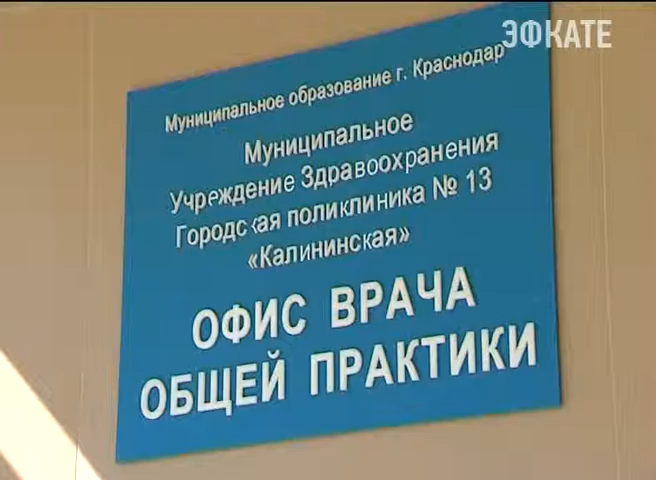 ЭФКАТЕ
Муниципальное образование г. Краснодар
Муниципальное
Учреждение Здравоохранения
Городская поликлиника № 13
«Калининская»
ОФИС ВРАЧА
ОБЩЕЙ ПРАКТИКИ